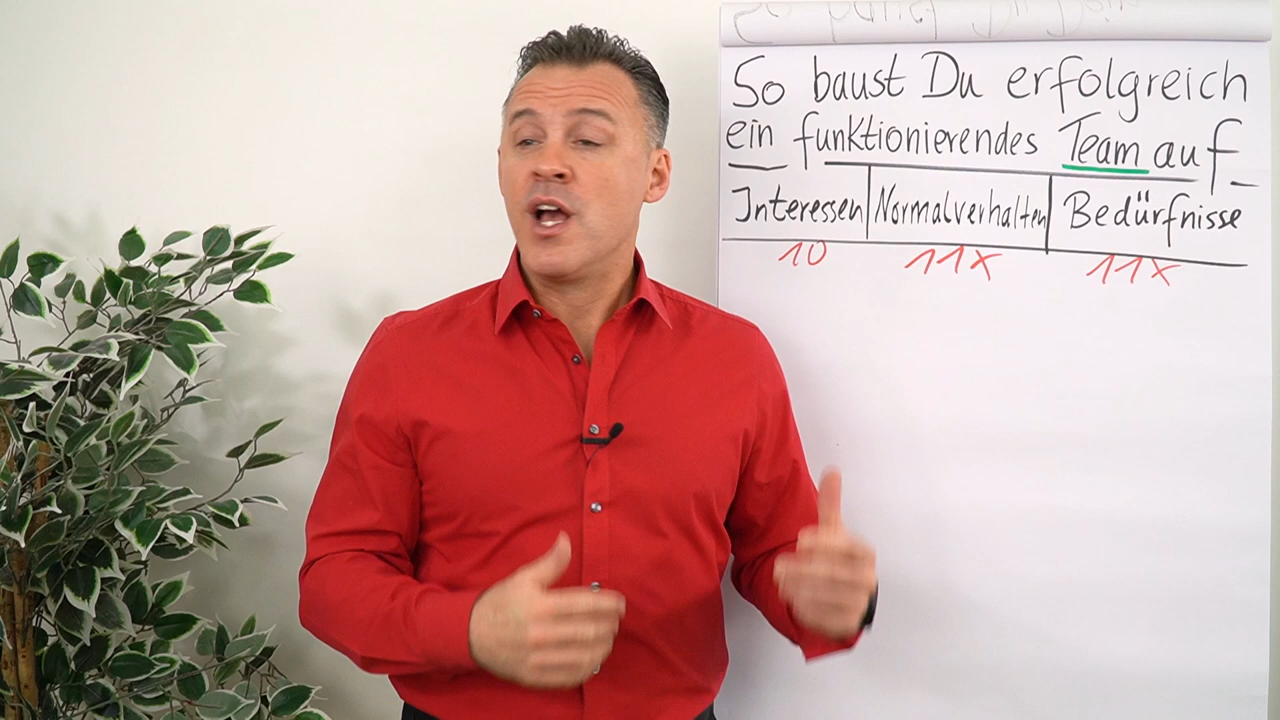 So baust Du erfolgreich
ein funktionierendes Team auf
Interessen Normalverhalten Bedürfnisse
10 11x 11x